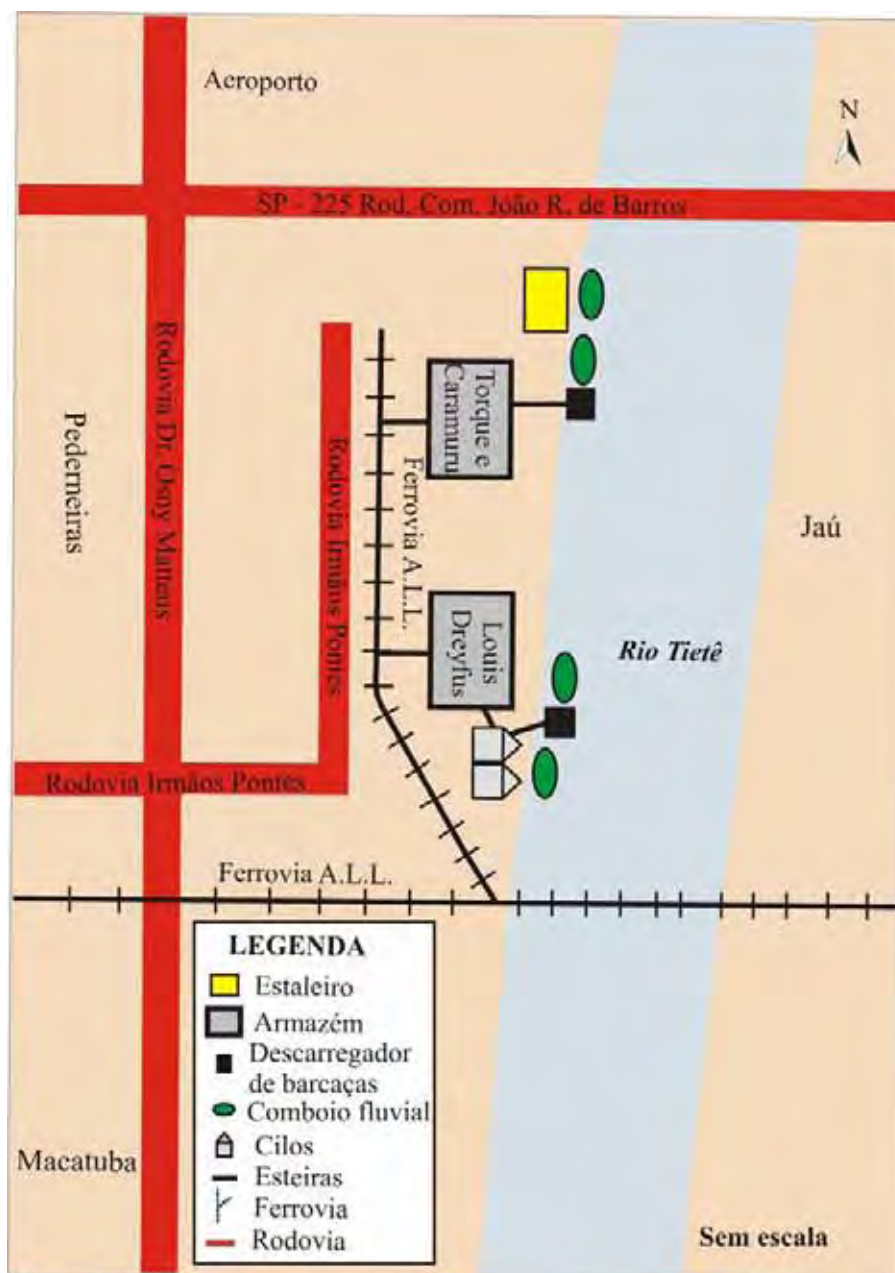 Aeroporto
N
SP - 225 Rod. Com. João R. de Barros
Rodovia Dr. Osny Matteus
Pederneiras
Rodovia Irmãos Pontes
Ferrovia A.L.L.
Torque e
Caramuru
Louis
Dreyfus
Rio Tietê
Jaú
Rodovia Irmãos Pontes
Ferrovia A.L.L.
LEGENDA
Estaleiro
Armazém
Descarregador
de barcaças
Comboio fluvial
Cilos
Esteiras
Ferrovia
Rodovia
Macatuba
Sem escala